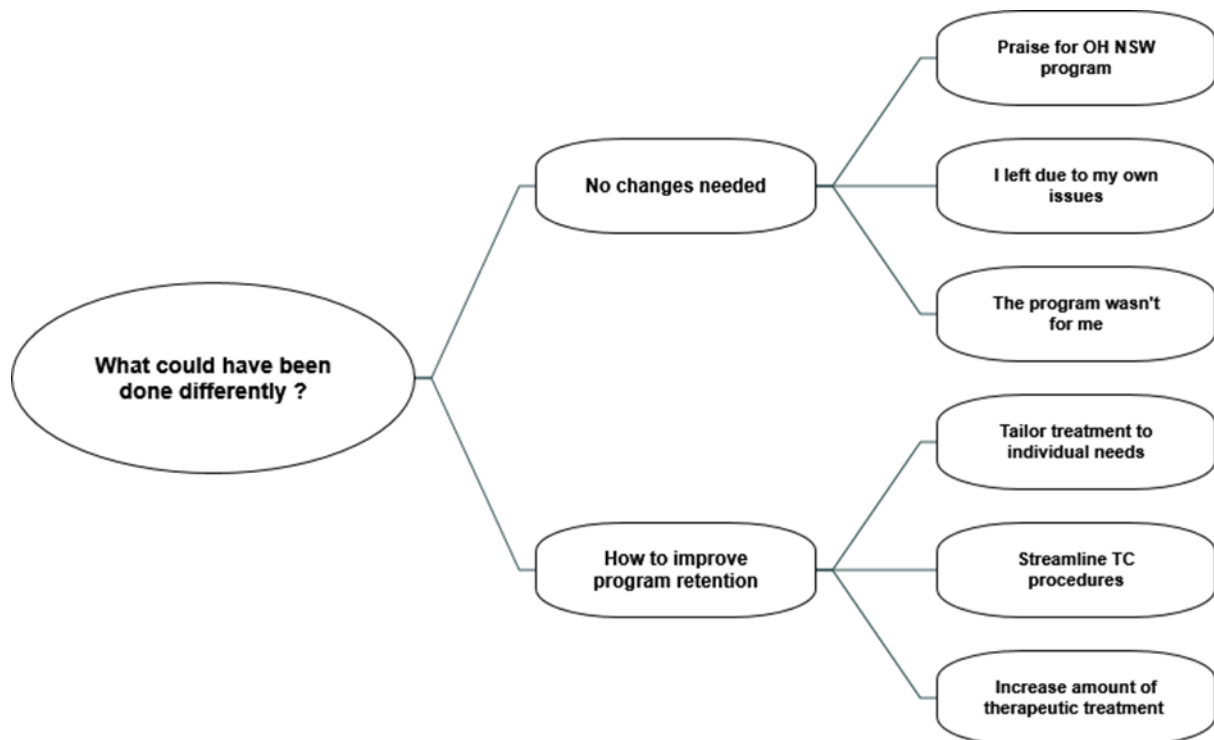 What could have been
done differently ?
No changes needed
Praise for OH NSW
program
I left due to my own
issues
The program wasn't
for me
How to improve
program retention
Tailor treatment to
individual needs
Streamline TC
procedures
Increase amount of
therapeutic treatment